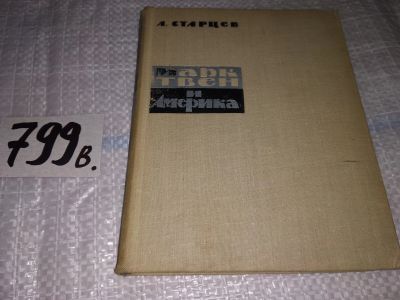 А. СТАРЦЕВ
МАРК
ТВЕН
и
Америка
799в.